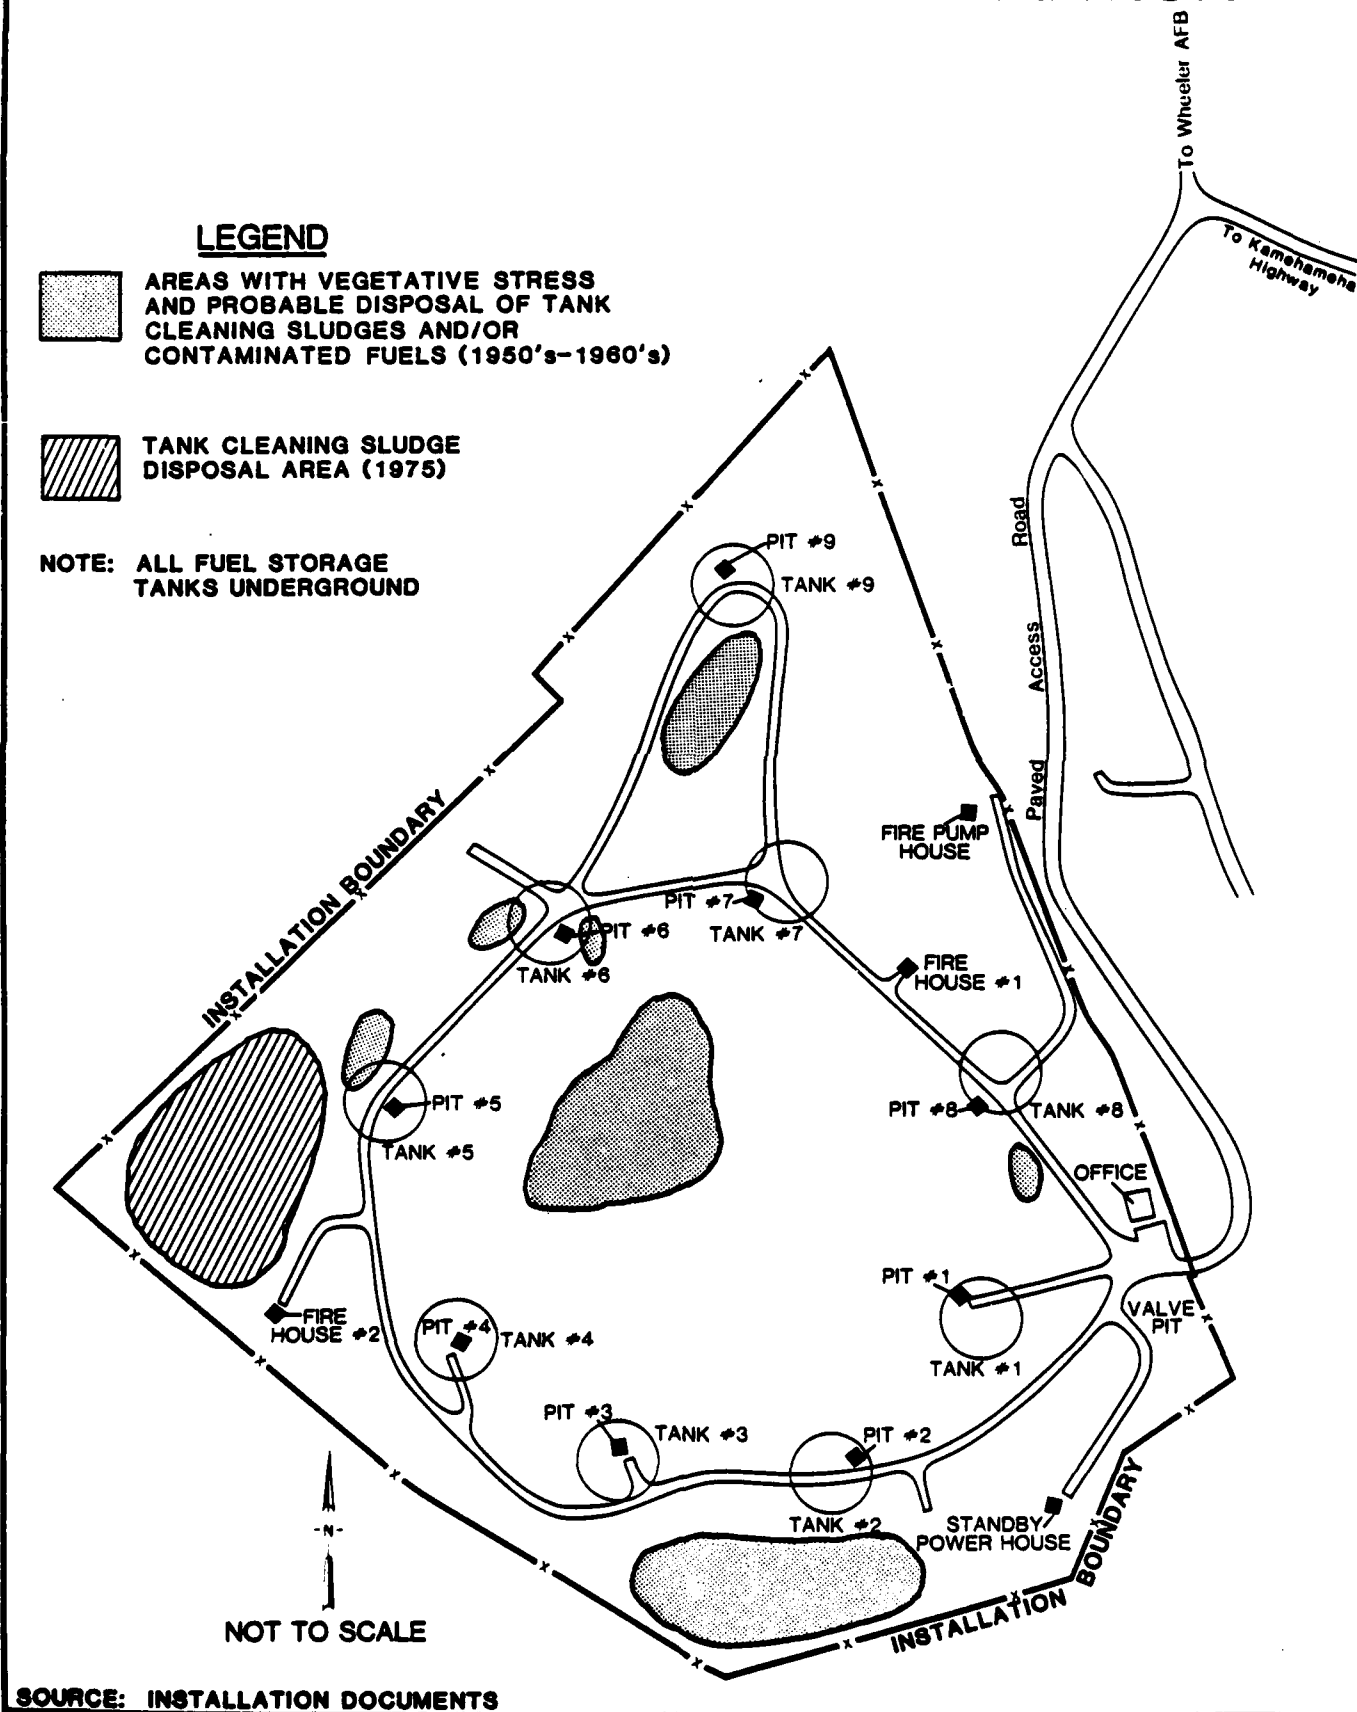 To Wheeler AFB
To Kamehameha
Highway
LEGEND
AREAS WITH VEGETATIVE STRESS
AND PROBABLE DISPOSAL OF TANK
CLEANING SLUDGES AND/OR
CONTAMINATED FUELS (1950's-1960's)
TANK CLEANING SLUDGE
DISPOSAL AREA (1975)
NOTE: ALL FUEL STORAGE
TANKS UNDERGROUND
Paved Access Road
PIT #9
TANK #9
FIRE PUMP
HOUSE
INSTALLATION BOUNDARY
PIT #7
TANK #7
PIT #6
TANK #6
FIRE
HOUSE #1
PIT #5
TANK #5
PIT #8
TANK #8
OFFICE
PIT #1
TANK #1
VALVE
PIT
FIRE
HOUSE #2
PIT #4
TANK #4
PIT #3
TANK #3
PIT #2
TANK #2
STANDBY
POWER HOUSE
INSTALLATION BOUNDARY
-N-
NOT TO SCALE
SOURCE: INSTALLATION DOCUMENTS